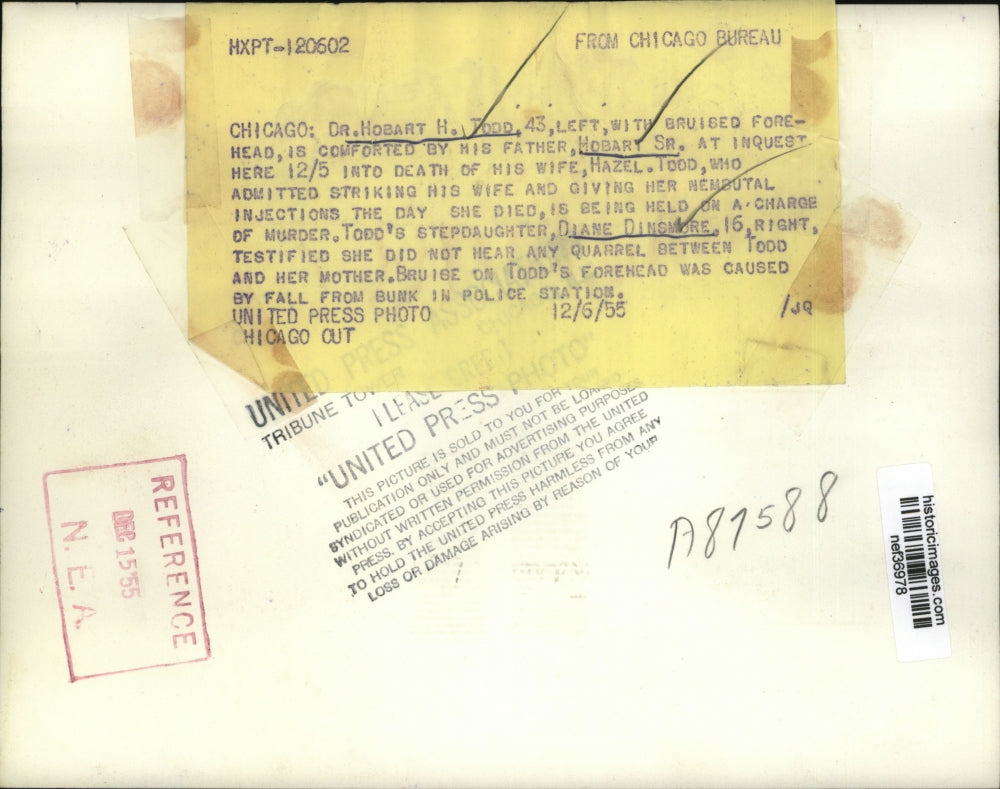 HXPT-120602 FROM CHICAGO BUREAU
CHICAGO: DR.HOBART H. TODD,43,LEFT,WITH BRUISED FORE-
HEAD,IS COMFORTED BY HIS FATHER,HOBART SR. AT INQUEST
HERE 12/5 INTO DEATH OF HIS WIFE,HAZEL.TODD,WHO
ADMITTED STRIKING HIS WIFE AND GIVING HER NEMBUTAL
INJECTIONS THE DAY SHE DIED,IS BEING HELD ON A CHARGE
OF MURDER.TODD'S STEPDAUGHTER,DIANE DINSMORE,16,RIGHT,
TESTIFIED SHE DID NOT HEAR ANY QUARREL BETWEEN TODD
AND HER MOTHER.BRUISE ON TODD'S FOREHEAD WAS CAUSED
BY FALL FROM BUNK IN POLICE STATION.
UNITED PRESS PHOTO 12/6/55 /JQ
HICAGO OUT
UNITED PRESS
TRIBUNE TOWER
"UNITED PRESS PHOTO"
THIS PICTURE IS SOLD TO YOU FOR
PUBLICATION ONLY AND MUST NOT BE LOANED
SYNDICATED OR USED FOR ADVERTISING PURPOSES
WITHOUT WRITTEN PERMISSION FROM THE UNITED
PRESS. BY ACCEPTING THIS PICTURE YOU AGREE
TO HOLD THE UNITED PRESS HARMLESS FROM ANY
LOSS OR DAMAGE ARISING BY REASON OF YOUR
REFERENCE
DEC 15 '55
N. E. A.
A87588
historicimages.com
nef36978